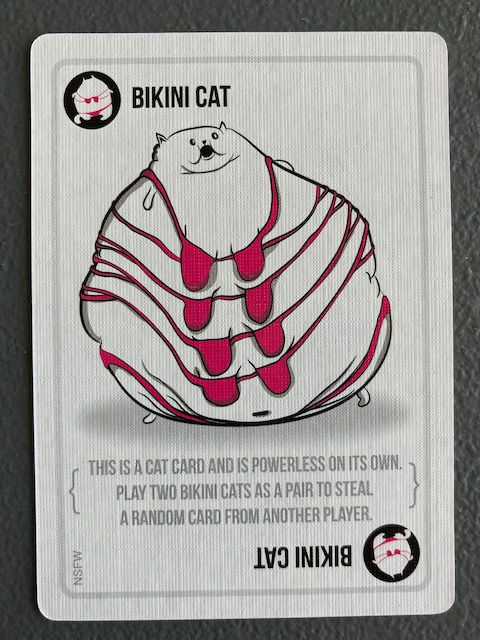 BIKINI CAT
THIS IS A CAT CARD AND IS POWERLESS ON ITS OWN.
PLAY TWO BIKINI CATS AS A PAIR TO STEAL
A RANDOM CARD FROM ANOTHER PLAYER.
NSFW
BIKINI CAT